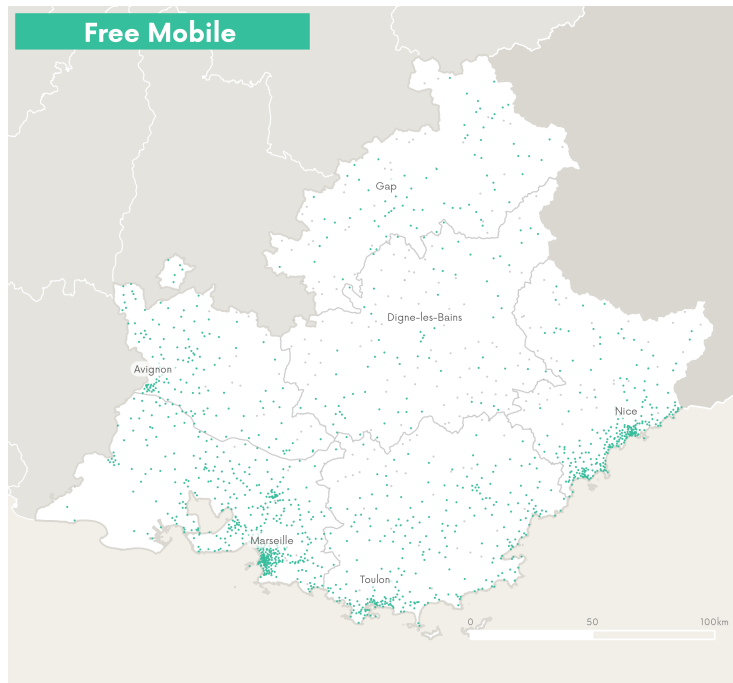 Free Mobile
Gap
Digne-les-Bains
Avignon
Nice
Marseille
Toulon
0 50 100km